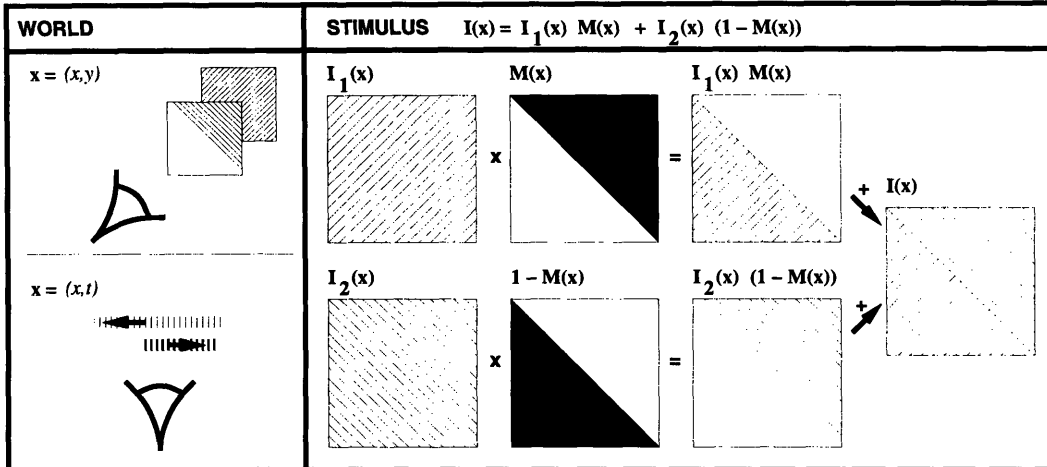 WORLD
STIMULUS I(x) = I1(x) M(x) + I2(x) (1 – M(x))
x = (x,y)
I1(x)
M(x)
I1(x) M(x)
x
=
+
I(x)
x = (x,t)
I2(x)
1 – M(x)
I2(x) (1 – M(x))
x
=
+